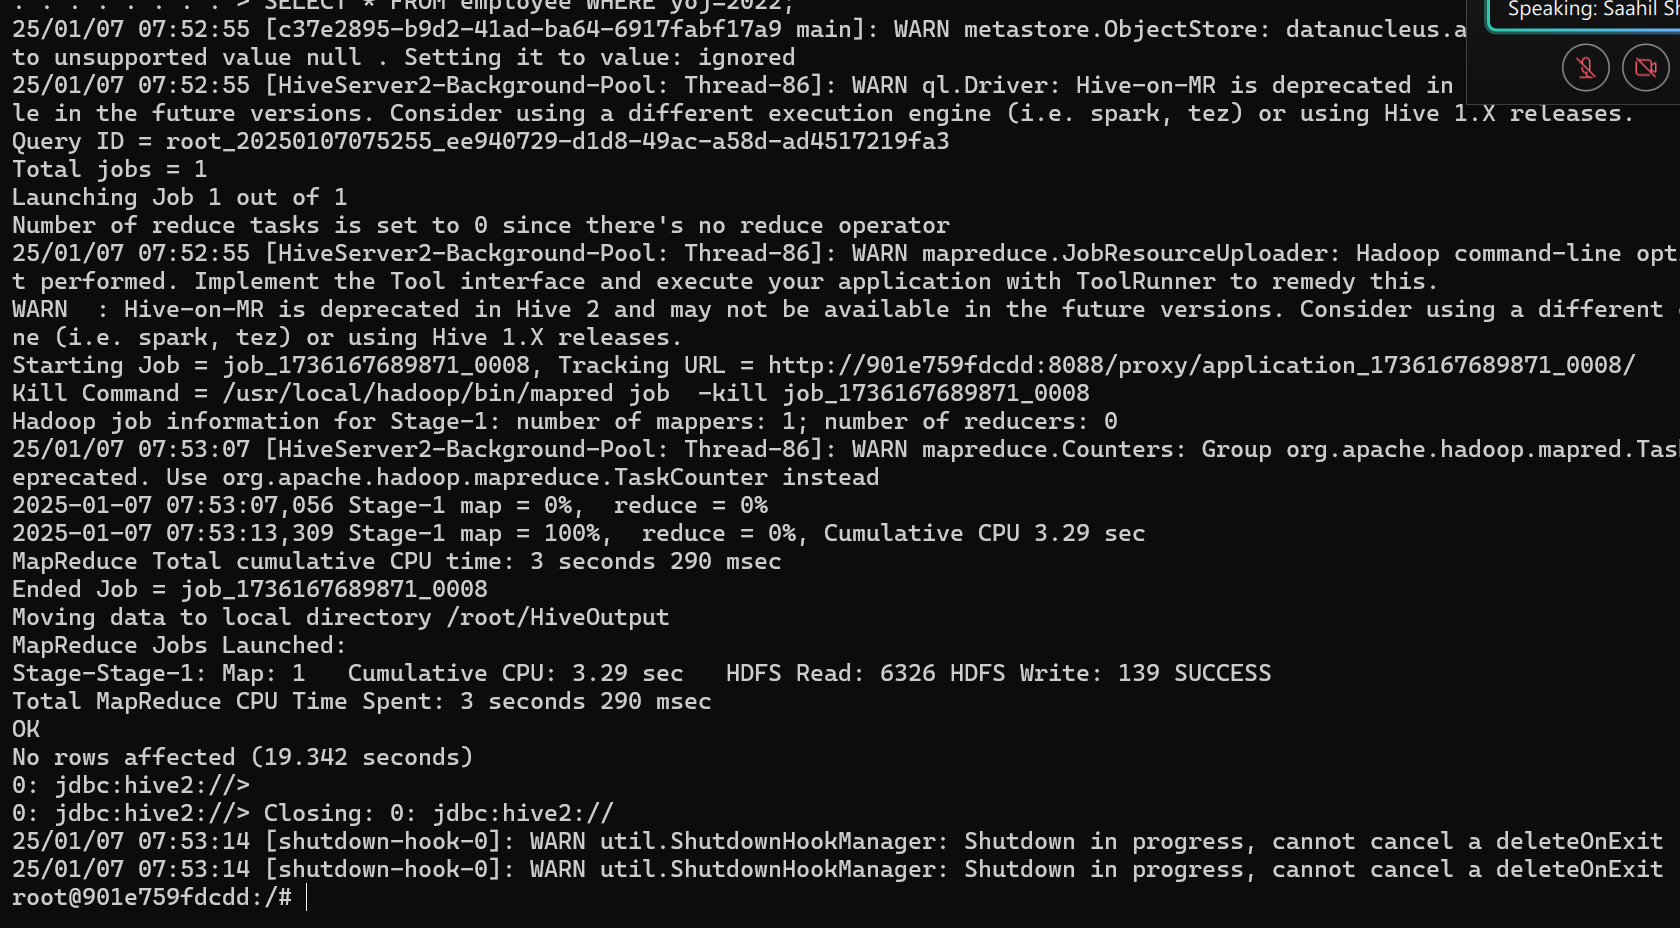 . . . . . . . . > SELECT * FROM employee WHERE yoj=2022;
Speaking: Saahil
25/01/07 07:52:55 [c37e2895-b9d2-41ad-ba64-6917fabf17a9 main]: WARN metastore.ObjectStore: datanucleus.a
to unsupported value null . Setting it to value: ignored
25/01/07 07:52:55 [HiveServer2-Background-Pool: Thread-86]: WARN ql.Driver: Hive-on-MR is deprecated in
le in the future versions. Consider using a different execution engine (i.e. spark, tez) or using Hive 1.X releases.
Query ID = root_20250107075255_ee940729-d1d8-49ac-a58d-ad4517219fa3
Total jobs = 1
Launching Job 1 out of 1
Number of reduce tasks is set to 0 since there's no reduce operator
25/01/07 07:52:55 [HiveServer2-Background-Pool: Thread-86]: WARN mapreduce.JobResourceUploader: Hadoop command-line opt
t performed. Implement the Tool interface and execute your application with ToolRunner to remedy this.
WARN  : Hive-on-MR is deprecated in Hive 2 and may not be available in the future versions. Consider using a different
ne (i.e. spark, tez) or using Hive 1.X releases.
Starting Job = job_1736167689871_0008, Tracking URL = http://901e759fdcdd:8088/proxy/application_1736167689871_0008/
Kill Command = /usr/local/hadoop/bin/mapred job  -kill job_1736167689871_0008
Hadoop job information for Stage-1: number of mappers: 1; number of reducers: 0
25/01/07 07:53:07 [HiveServer2-Background-Pool: Thread-86]: WARN mapreduce.Counters: Group org.apache.hadoop.mapred.Tas
eprecated. Use org.apache.hadoop.mapreduce.TaskCounter instead
2025-01-07 07:53:07,056 Stage-1 map = 0%,  reduce = 0%
2025-01-07 07:53:13,309 Stage-1 map = 100%,  reduce = 0%, Cumulative CPU 3.29 sec
MapReduce Total cumulative CPU time: 3 seconds 290 msec
Ended Job = job_1736167689871_0008
Moving data to local directory /root/HiveOutput
MapReduce Jobs Launched:
Stage-Stage-1: Map: 1   Cumulative CPU: 3.29 sec   HDFS Read: 6326 HDFS Write: 139 SUCCESS
Total MapReduce CPU Time Spent: 3 seconds 290 msec
OK
No rows affected (19.342 seconds)
0: jdbc:hive2://>
0: jdbc:hive2://> Closing: 0: jdbc:hive2://
25/01/07 07:53:14 [shutdown-hook-0]: WARN util.ShutdownHookManager: Shutdown in progress, cannot cancel a deleteOnExit
25/01/07 07:53:14 [shutdown-hook-0]: WARN util.ShutdownHookManager: Shutdown in progress, cannot cancel a deleteOnExit
root@901e759fdcdd:/#